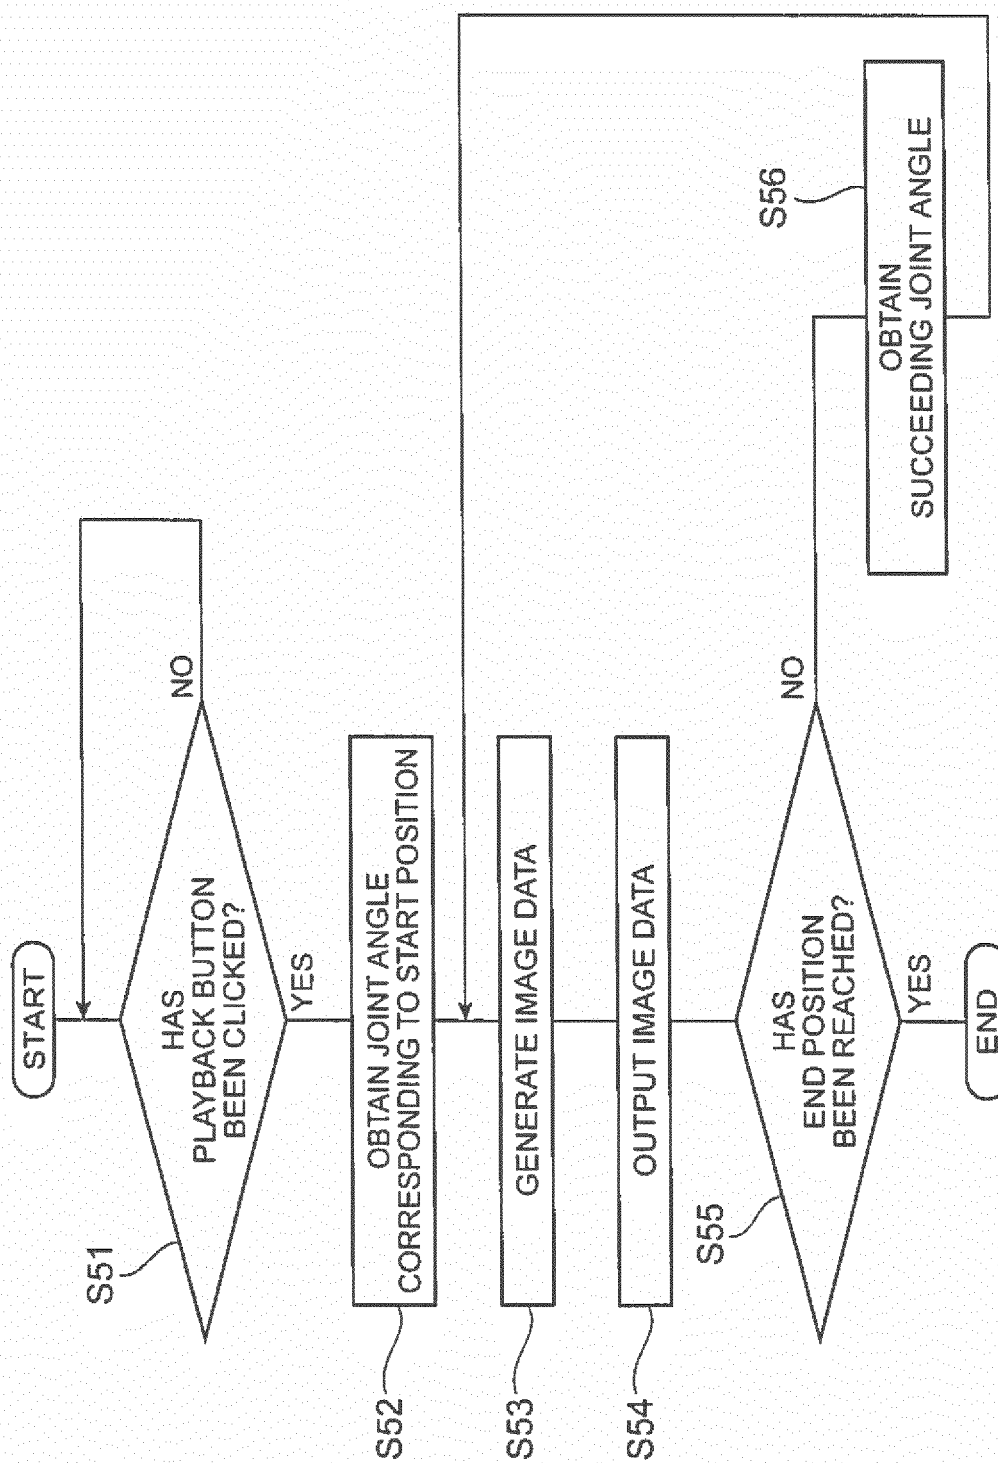 START
S51
HAS
PLAYBACK BUTTON
BEEN CLICKED?
NO
YES
S52
OBTAIN JOINT ANGLE
CORRESPONDING TO START POSITION
S53
GENERATE IMAGE DATA
S54
OUTPUT IMAGE DATA
S55
HAS
END POSITION
BEEN REACHED?
NO
YES
S56
OBTAIN
SUCCEEDING JOINT ANGLE
END